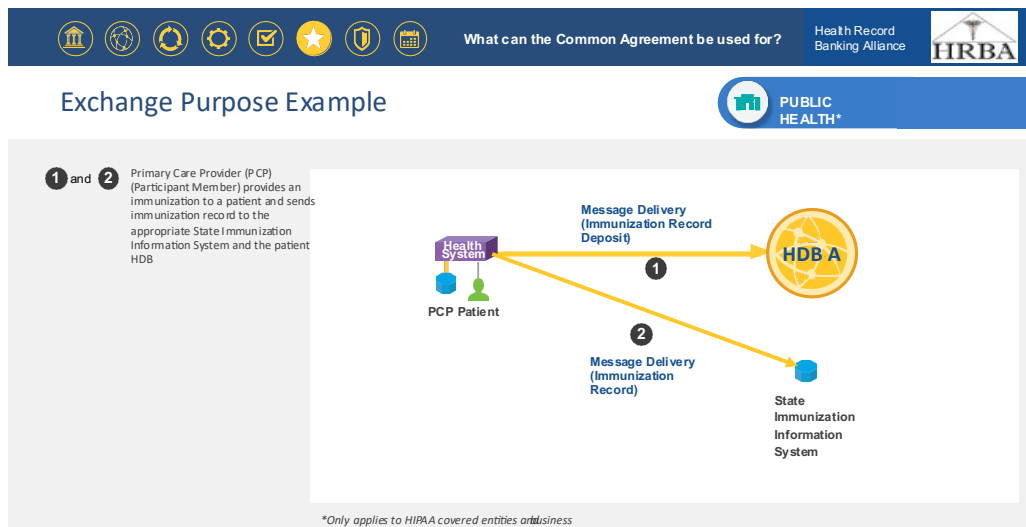 What can the Common Agreement be used for?
Health Record
Banking Alliance
HRBA
Exchange Purpose Example
PUBLIC
HEALTH*
1 and 2
Primary Care Provider (PCP)
(Participant Member) provides an
immunization to a patient and sends
immunization record to the
appropriate State Immunization
Information System and the patient
HDB
Message Delivery
(Immunization Record
Deposit)
Health
System
HDB A
1
PCP Patient
2
Message Delivery
(Immunization
Record)
State
Immunization
Information
System
*Only applies to HIPAA covered entities and business